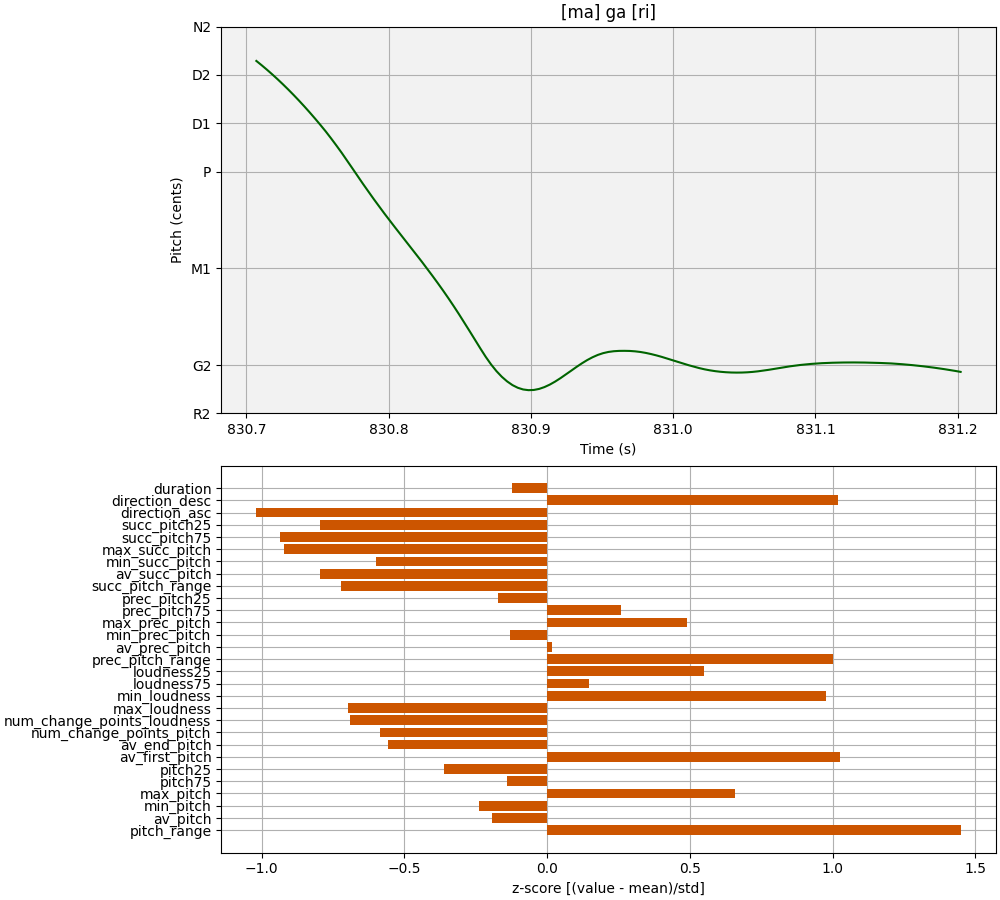 [ma] ga [ri]
N2
D2
D1
P
M1
G2
R2
Pitch (cents)
830.7 830.8 830.9 831.0 831.1 831.2
Time (s)
duration
direction_desc
direction_asc
succ_pitch25
succ_pitch75
max_succ_pitch
min_succ_pitch
av_succ_pitch
succ_pitch_range
prec_pitch25
prec_pitch75
max_prec_pitch
min_prec_pitch
av_prec_pitch
prec_pitch_range
loudness25
loudness75
min_loudness
max_loudness
num_change_points_loudness
num_change_points_pitch
av_end_pitch
av_first_pitch
pitch25
pitch75
max_pitch
min_pitch
av_pitch
pitch_range
−1.0 −0.5 0.0 0.5 1.0 1.5
z-score [(value - mean)/std]